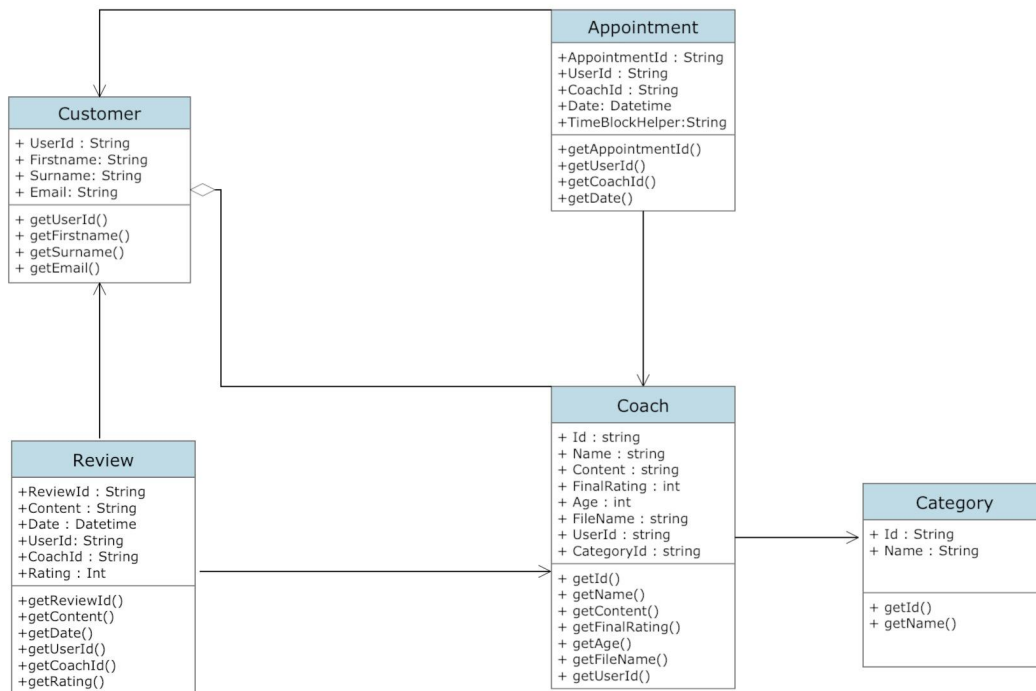 Appointment
+AppointmentId : String
+UserId : String
+CoachId : String
+Date: Datetime
+TimeBlockHelper:String
+getAppointmentId()
+getUserId()
+getCoachId()
+getDate()
Customer
+ UserId : String
+ Firstname: String
+ Surname: String
+ Email: String
+ getUserId()
+ getFirstname()
+ getSurname()
+ getEmail()
Review
+ReviewId : String
+Content : String
+Date : Datetime
+UserId: String
+CoachId : String
+Rating : Int
+getReviewId()
+getContent()
+getDate()
+getUserId()
+getCoachId()
+getRating()
Coach
+ Id : string
+ Name : string
+ Content : string
+ FinalRating : int
+ Age : int
+ FileName : string
+ UserId : string
+ CategoryId : string
+ getId()
+ getName()
+ getContent()
+ getFinalRating()
+ getAge()
+ getFileName()
+ getUserId()
Category
+ Id : String
+ Name : String
+ getId()
+ getName()